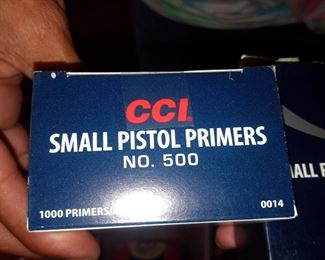 CCI
SMALL PISTOL PRIMERS
NO. 500
1000 PRIMERS/
0014